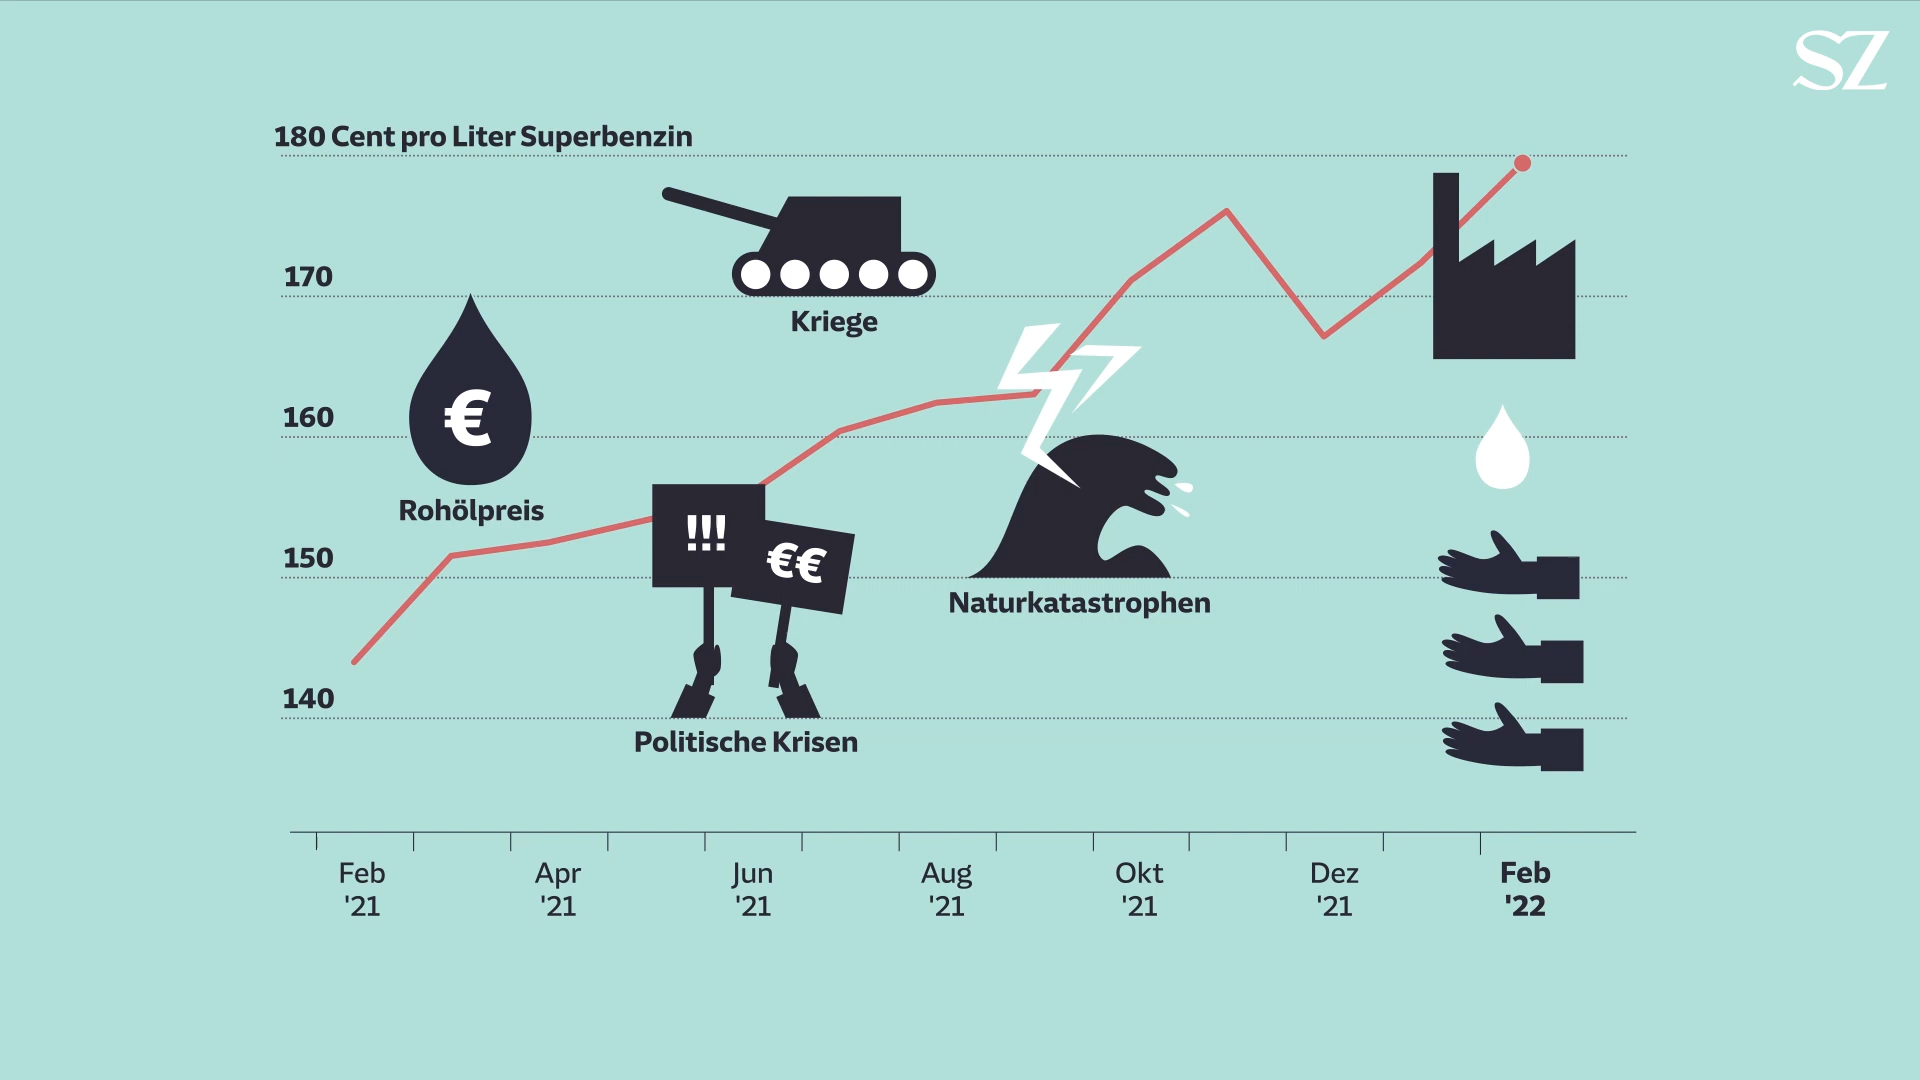 SZ
180 Cent pro Liter Superbenzin
170
Kriege
160
€
Rohölpreis
150
!!!
€€
Naturkatastrophen
140
Politische Krisen
Feb '21
Apr '21
Jun '21
Aug '21
Okt '21
Dez '21
Feb '22